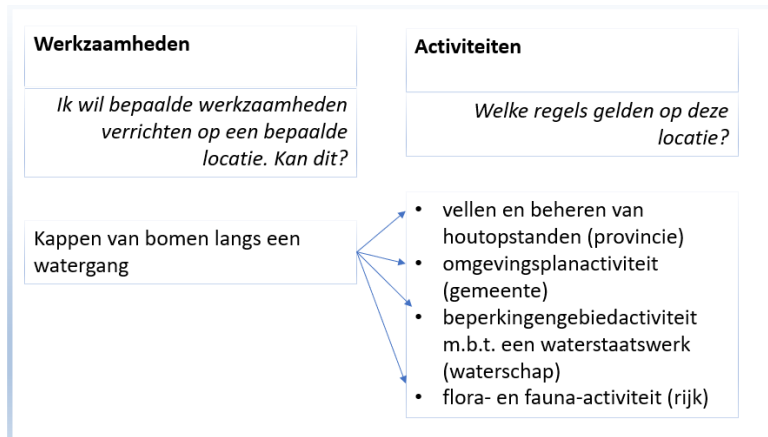 Werkzaamheden
Ik wil bepaalde werkzaamheden
verrichten op een bepaalde
locatie. Kan dit?
Kappen van bomen langs een
watergang
Activiteiten
Welke regels gelden op deze
locatie?
• vellen en beheren van
houtopstanden (provincie)
• omgevingsplanactiviteit
(gemeente)
• beperkingengebiedactiviteit
m.b.t. een waterstaatswerk
(waterschap)
• flora- en fauna-activiteit (rijk)